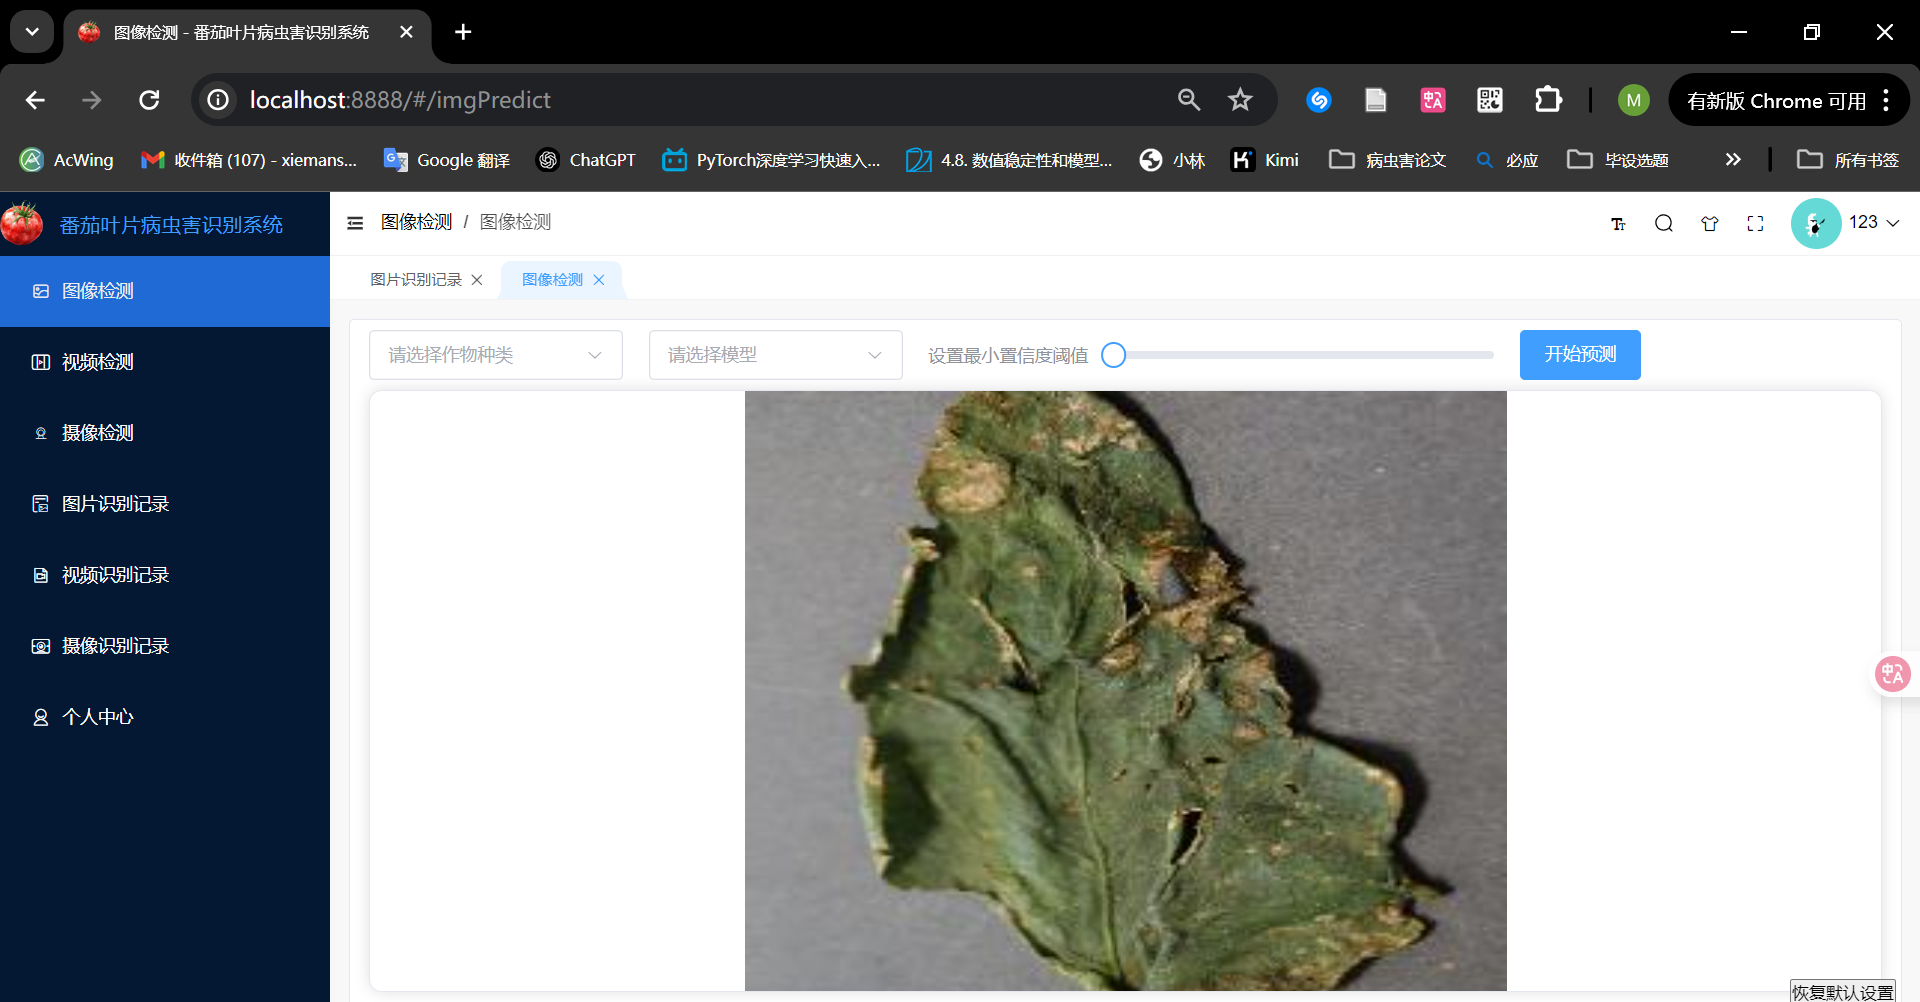 图像检测 - 番茄叶片病虫害识别系统
localhost:8888/#/imgPredict
M
有新版 Chrome 可用
AcWing
收件箱 (107) - xiemans...
Google 翻译
ChatGPT
PyTorch深度学习快速入...
4.8. 数值稳定性和模型...
小林
Kimi
病虫害论文
必应
毕设选题
所有书签
番茄叶片病虫害识别系统
图像检测 / 图像检测
123
图片识别记录
图像检测
图像检测
视频检测
摄像检测
图片识别记录
视频识别记录
摄像识别记录
个人中心
请选择作物种类
请选择模型
设置最小置信度阈值
开始预测
恢复默认设置